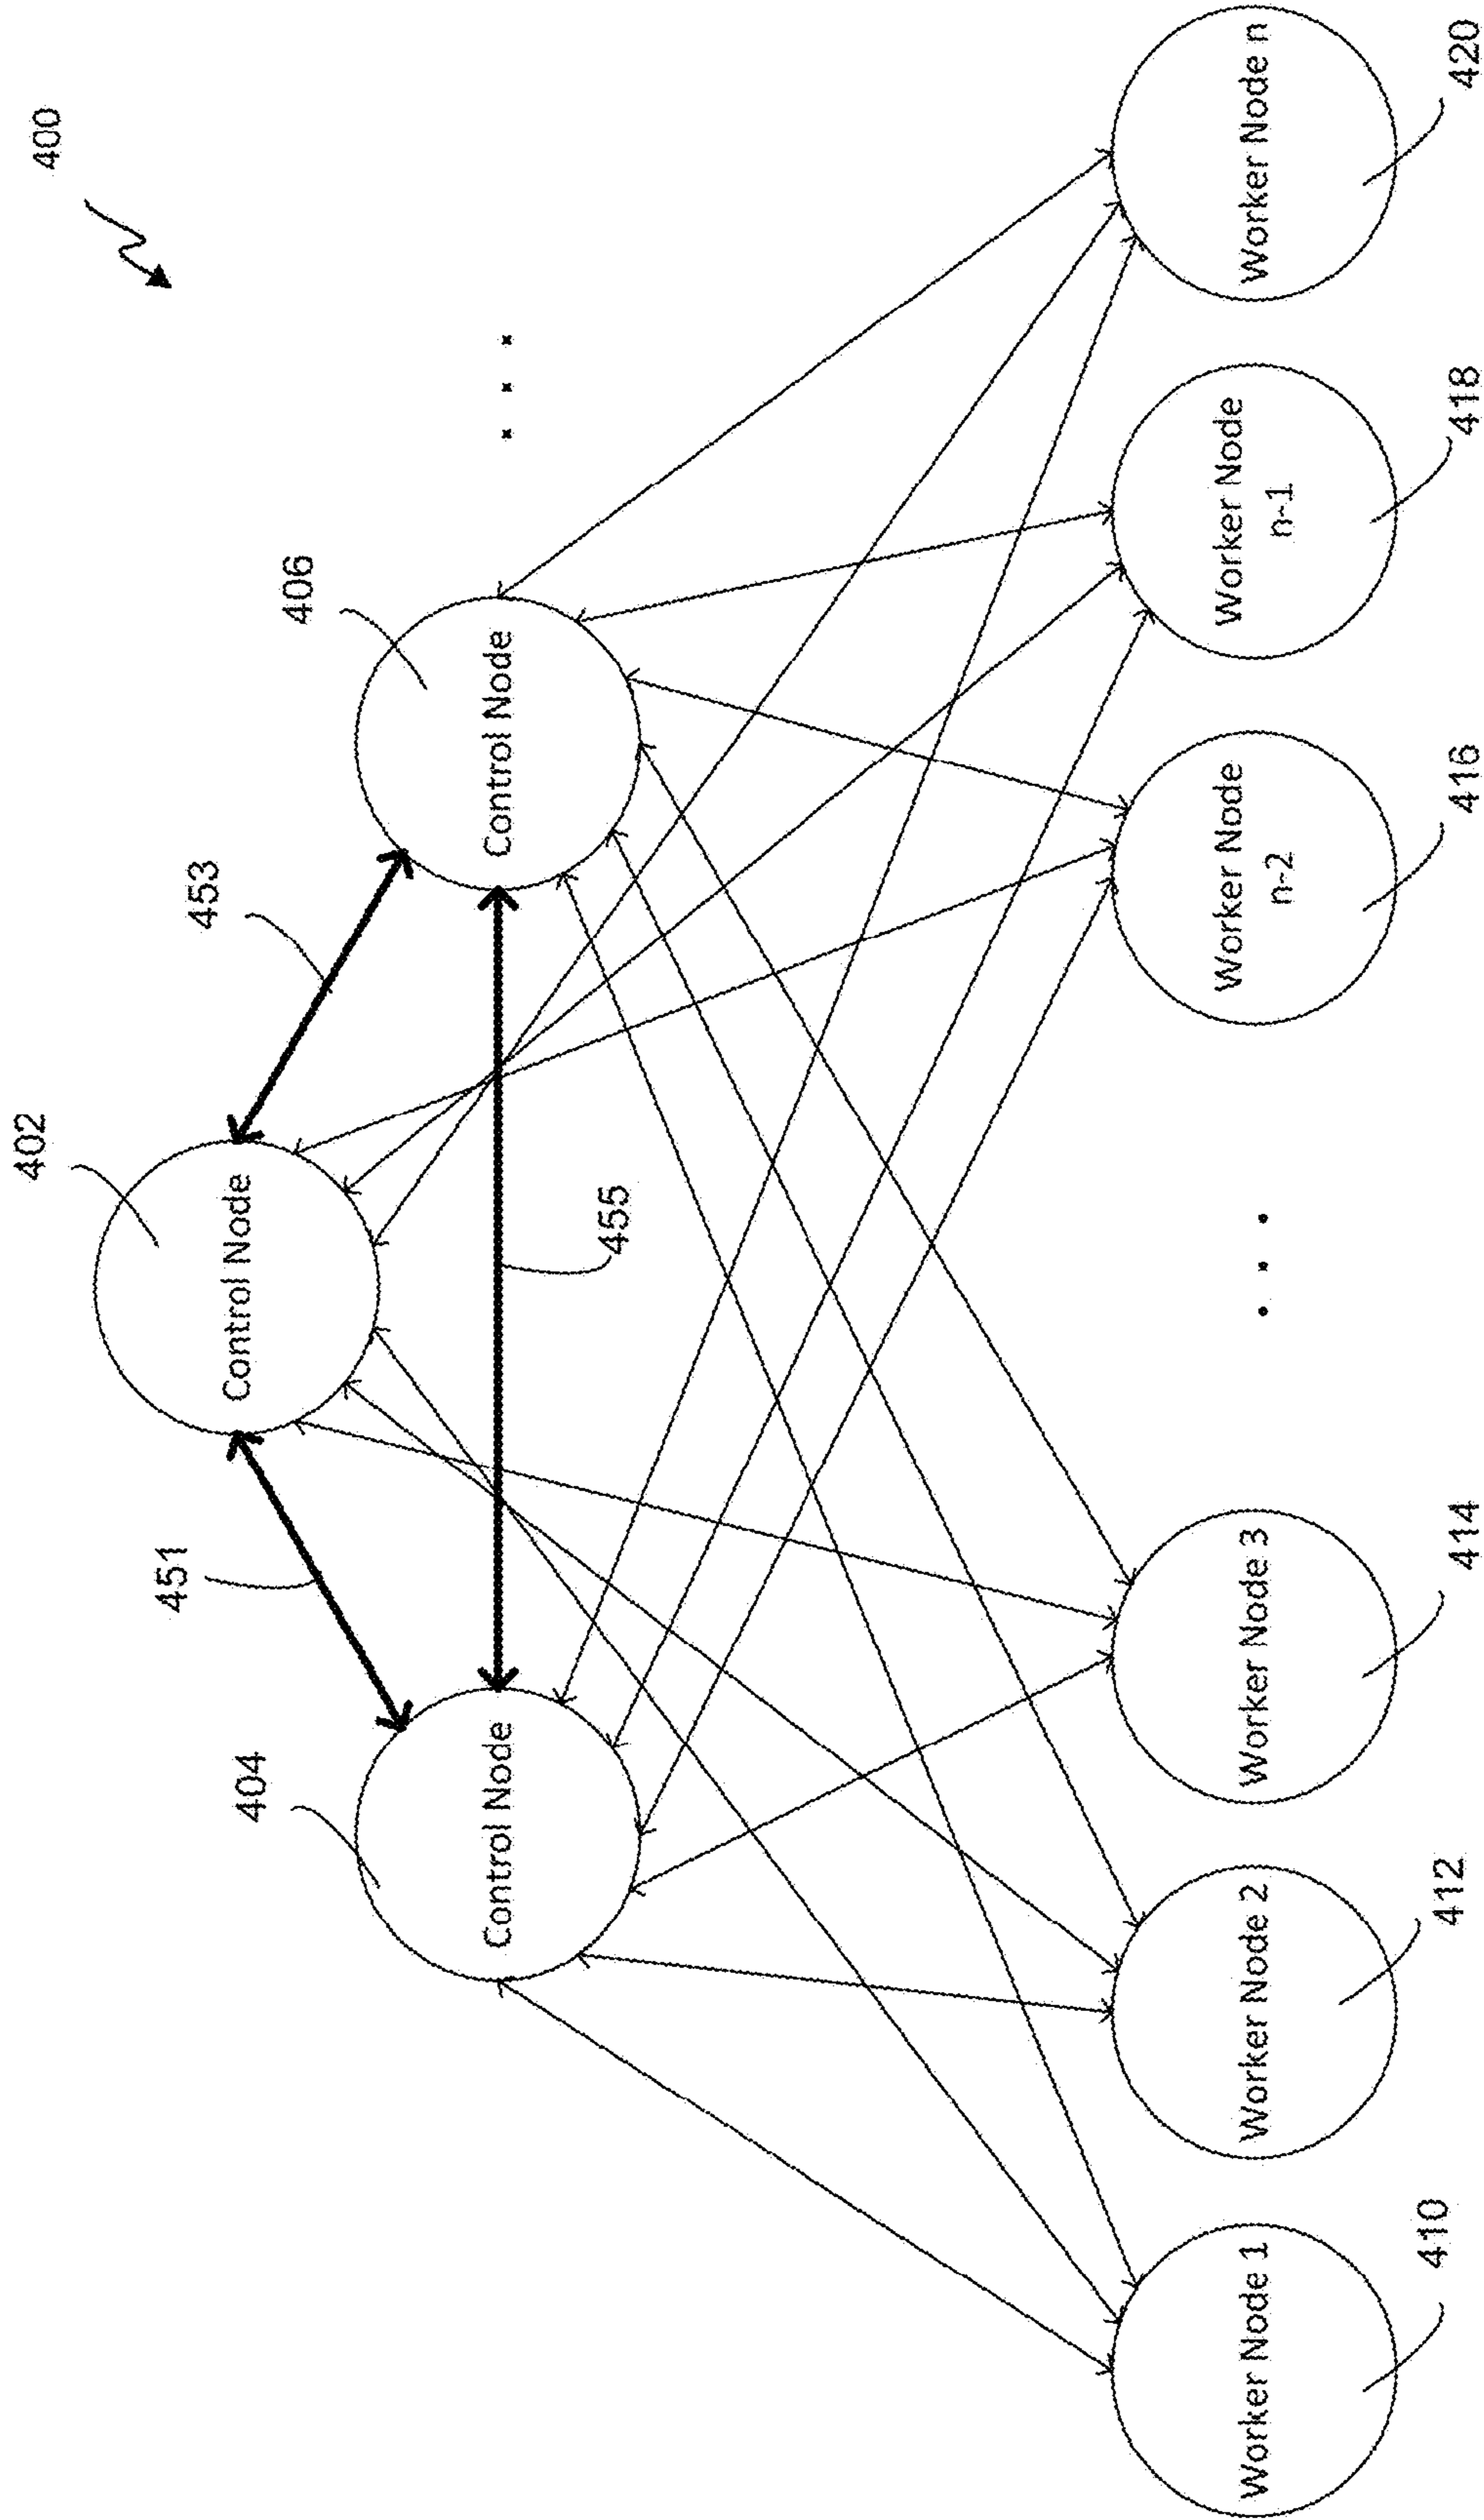 400
402
Control Node
451
453
404
406
Control Node
Control Node
455
. . .
. . .
Worker Node 1
Worker Node 2
Worker Node 3
Worker Node
n-2
Worker Node
n-1
Worker Node n
410
412
414
416
418
420